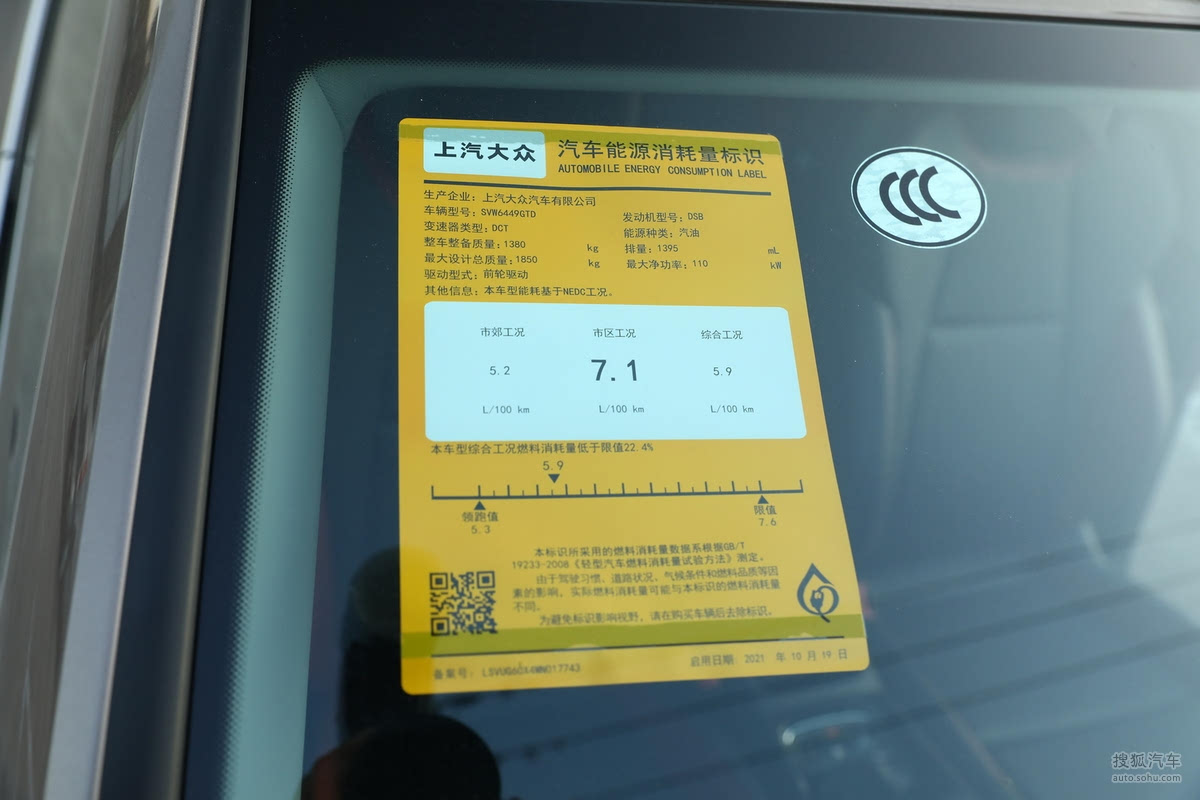 上汽大众
汽车能源消耗量标识
AUTOMOBILE ENERGY CONSUMPTION LABEL
生产企业: 上汽大众汽车有限公司
车辆型号: SVW6449GTD 发动机型号: DSB
变速器类型: DCT 能源种类: 汽油
整车整备质量: 1380 kg 排量: 1395 mL
最大设计总质量: 1850 kg 最大净功率: 110 kW
驱动型式: 前轮驱动
其他信息: 本车型能耗基于NEDC工况。
市郊工况 市区工况 综合工况
5.2 7.1 5.9
L/100 km L/100 km L/100 km
本车型综合工况燃料消耗量低于限值22.4%
5.9
领跑值 限值
5.3 7.6
本标识所采用的燃料消耗量数据系根据GB/T
19233-2008《轻型汽车燃料消耗量试验方法》测定。
由于驾驶习惯、道路状况、气候条件和燃料品质等因
素的影响, 实际燃料消耗量可能与本标识的燃料消耗量
不同。
为避免标识影响视野, 请在购买车辆后去除标识。
备案号: LSVUG6CX4MN017743 启用日期: 2021 年 10 月 19 日
CCC
搜狐汽车
auto.sohu.com